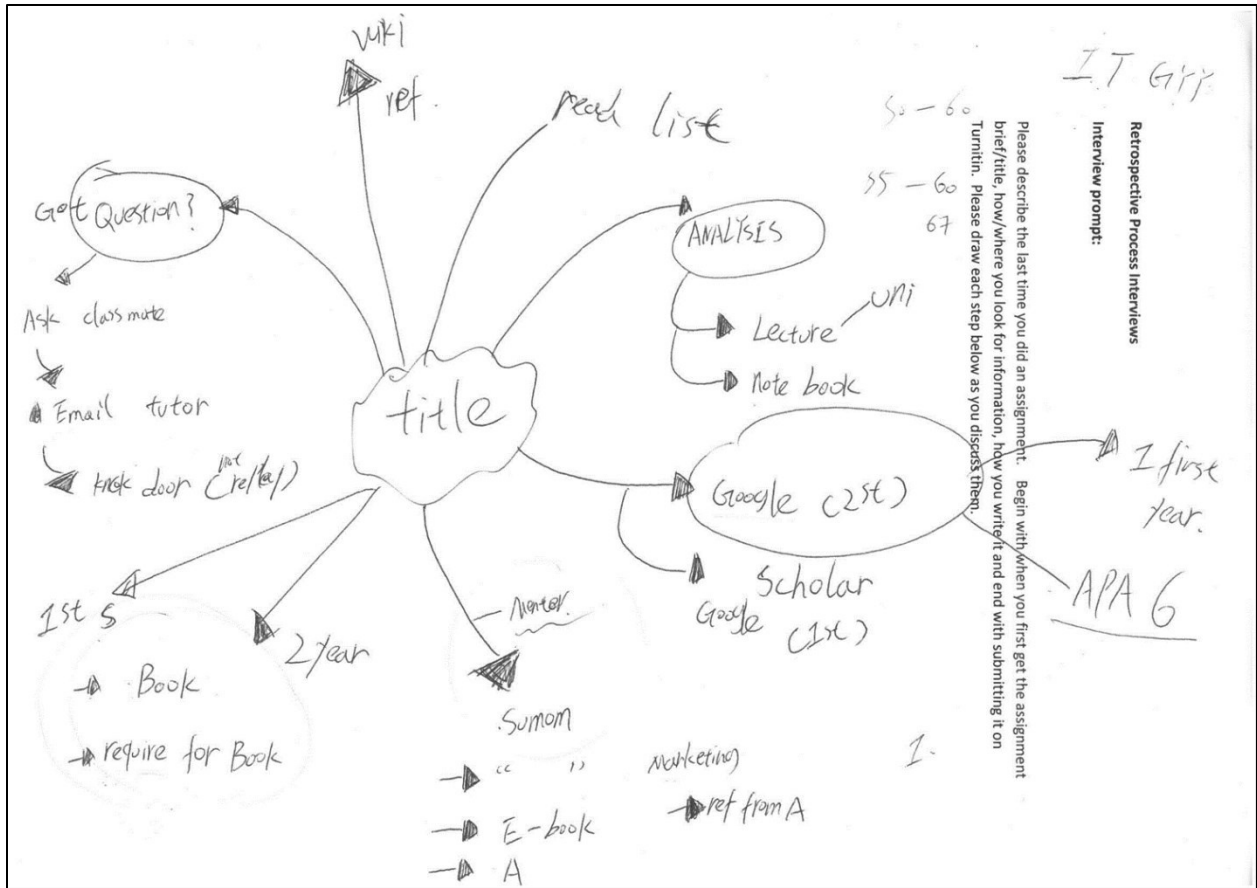 wiki
ref.
read list
I T
50 - 60
55 - 60
67
Retrospective Process Interviews
Interview prompt:
Please describe the last time you did an assignment. Begin with when you first get the assignment
brief/title, how/where you look for information, how you write it and end with submitting it on
Turnitin. Please draw each step below as you discuss them.
Got Question?
Ask classmate
Email tutor
knok door
title
ANALYSIS
Lecture
uni
Note book
Google (2st)
Scholar
Google
(1st)
I first
year.
APA 6
1st s
Book
require for Book
2 year
Mentor.
Sumom
“ ”
E-book
A
Marketing
ref from A
1.